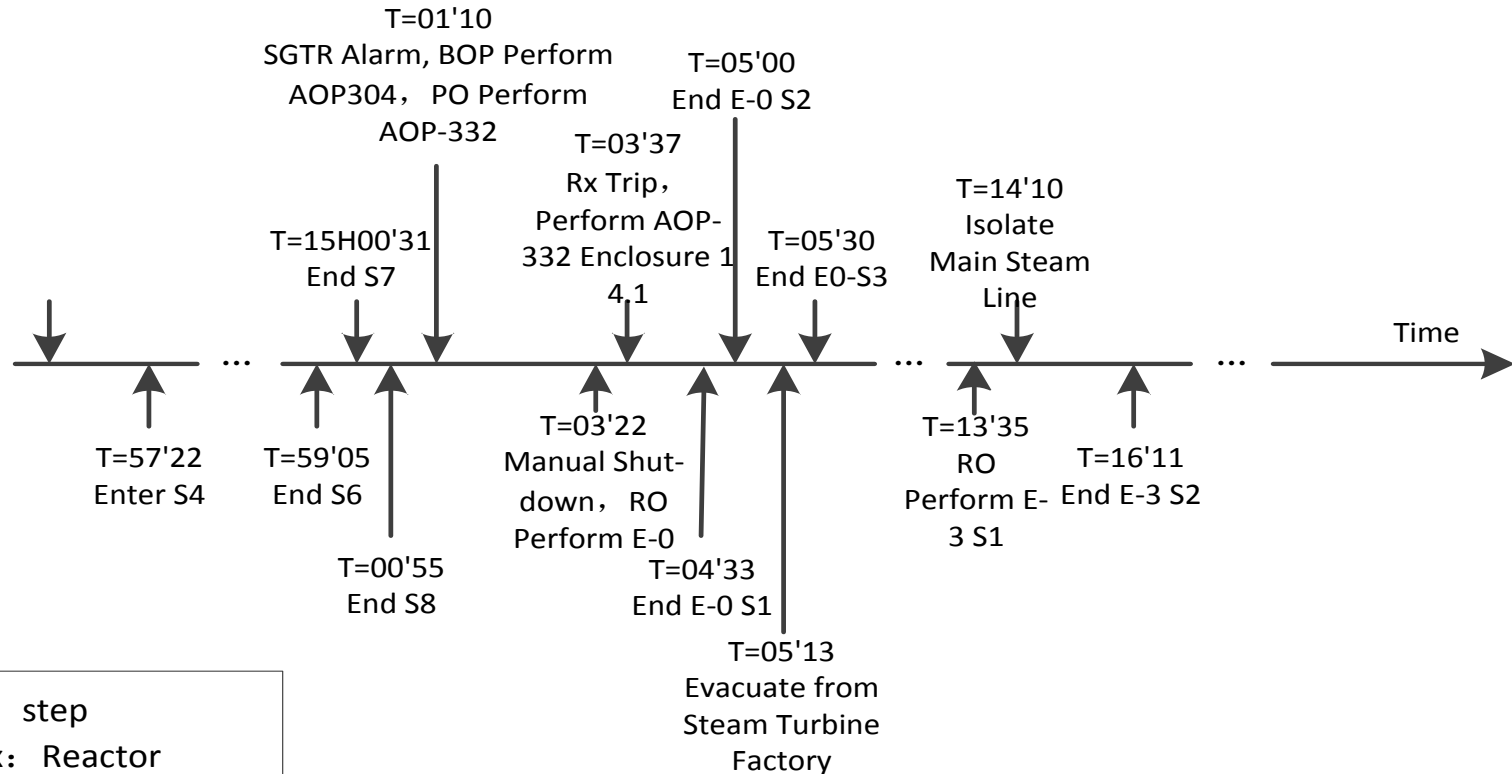 T=01'10
SGTR Alarm, BOP Perform
AOP304，PO Perform
AOP-332
T=05'00
End E-0 S2
T=03'37
Rx Trip，
Perform AOP-
332 Enclosure 1
4.1
T=15H00'31
End S7
T=05'30
End E0-S3
T=14'10
Isolate
Main Steam
Line
Time
...
...
...
T=57'22
Enter S4
T=59'05
End S6
T=00'55
End S8
T=03'22
Manual Shut-
down，RO
Perform E-0
T=04'33
End E-0 S1
T=05'13
Evacuate from
Steam Turbine
Factory
T=13'35
RO
Perform E-
3 S1
T=16'11
End E-3 S2
step
x：Reactor